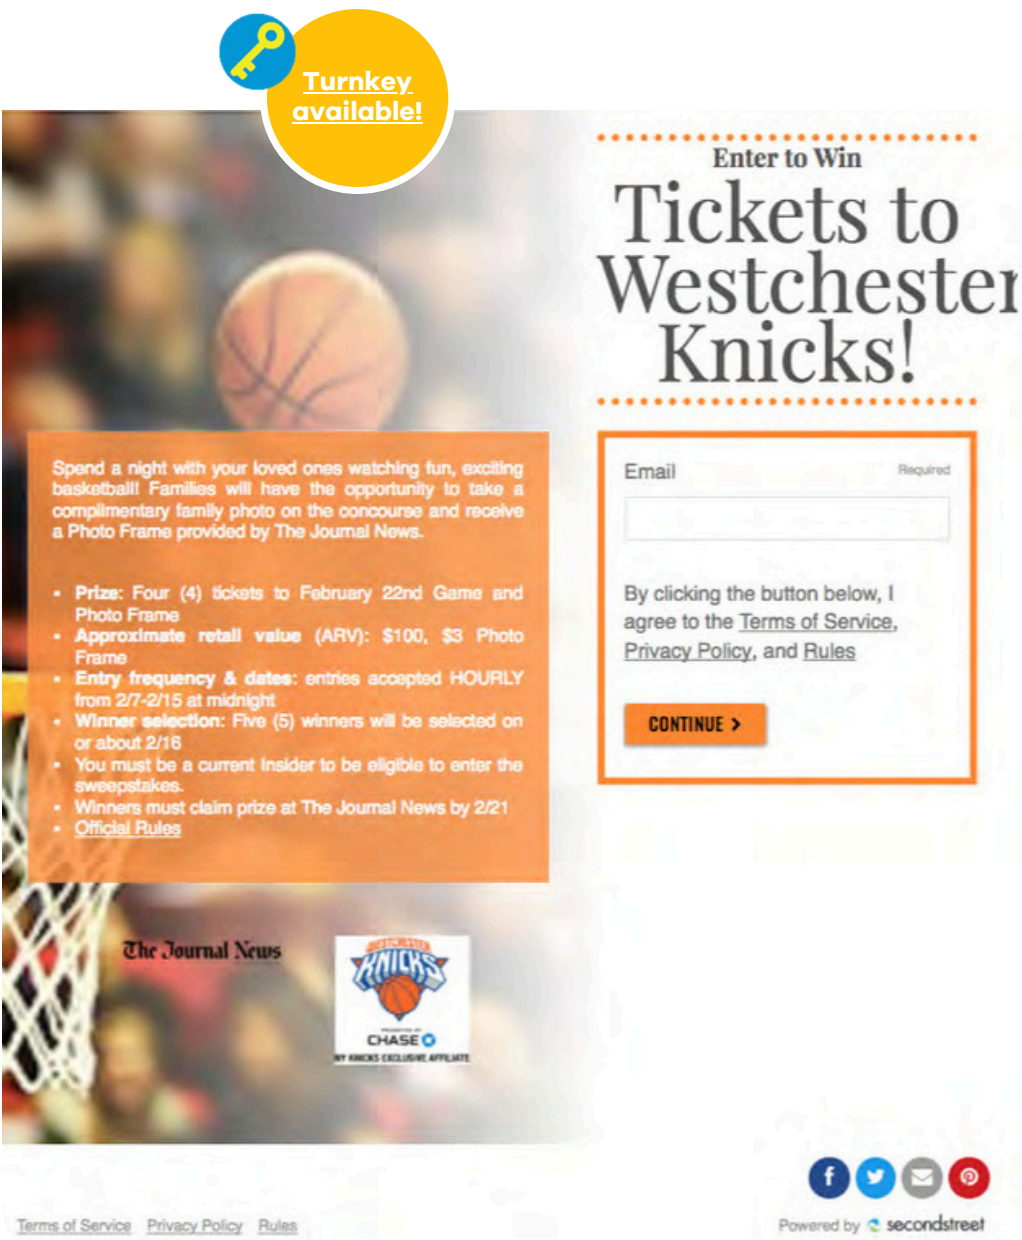 Turnkey
available!
Enter to Win
Tickets to
Westchester
Knicks!
Spend a night with your loved ones watching fun, exciting
basketball! Families will have the opportunity to take a
complimentary family photo on the concourse and receive
a Photo Frame provided by The Journal News.
• Prize: Four (4) tickets to February 22nd Game and
Photo Frame
• Approximate retail value (ARV): $100, $3 Photo
Frame
• Entry frequency & dates: entries accepted HOURLY
from 2/7-2/15 at midnight
• Winner selection: Five (5) winners will be selected on
or about 2/16
• You must be a current Insider to be eligible to enter the
sweepstakes.
• Winners must claim prize at The Journal News by 2/21
• Official Rules
Email Required
By clicking the button below, I
agree to the Terms of Service,
Privacy Policy, and Rules
CONTINUE >
The Journal News
WESTCHESTER
KNICKS
PRESENTED BY
CHASE
NY KNICKS EXCLUSIVE AFFILIATE
Terms of Service Privacy Policy Rules
Powered by secondstreet